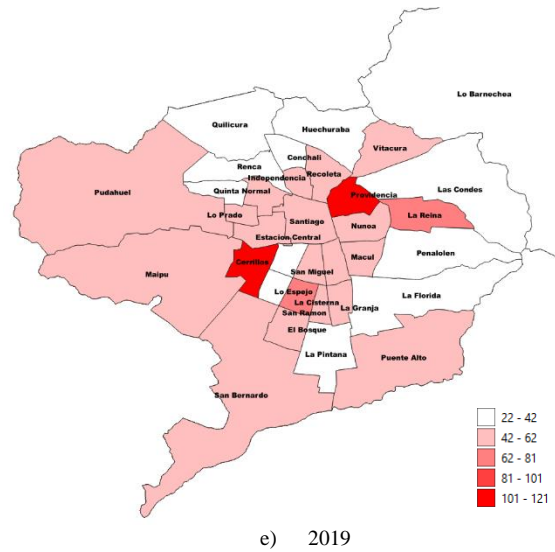 Lo Barnechea
Quilicura
Huechuraba
Vitacura
Conchali
Renca
Recoleta
Independencia
Las Condes
Pudahuel
Quinta Normal
Providencia
Lo Prado
La Reina
Santiago
Nunoa
Estacion Central
Macul
Penalolen
Cerrillos
Maipu
San Miguel
Lo Espejo
La Florida
La Cisterna
La Granja
San Ramon
El Bosque
La Pintana
Puente Alto
San Bernardo
22 - 42
42 - 62
62 - 81
81 - 101
101 - 121
e) 2019